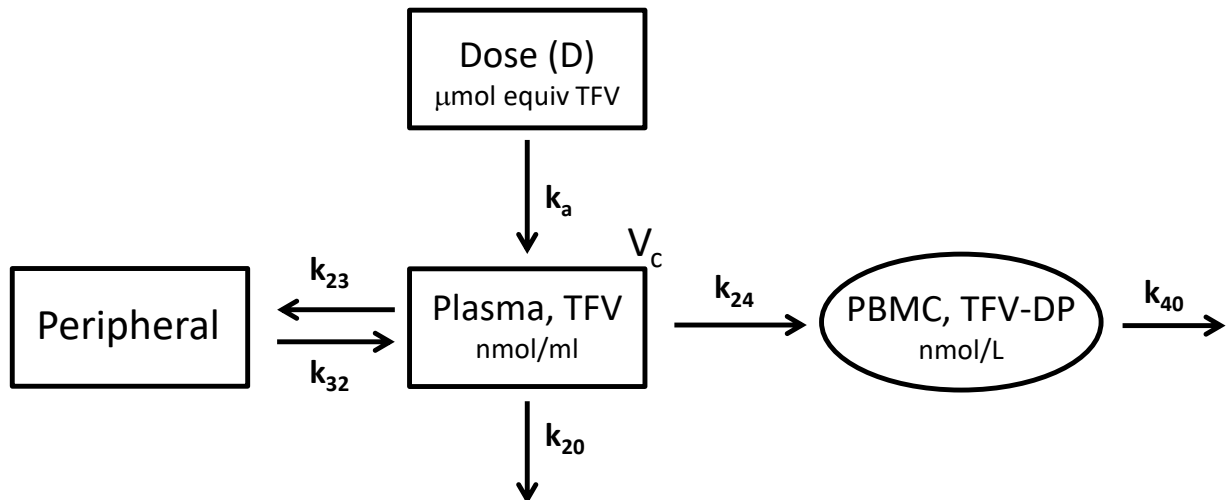 Dose (D)
μmol equiv TFV
k_a
V_c
k_23
Peripheral
k_32
Plasma, TFV
nmol/ml
k_24
PBMC, TFV-DP
nmol/L
k_40
k_20